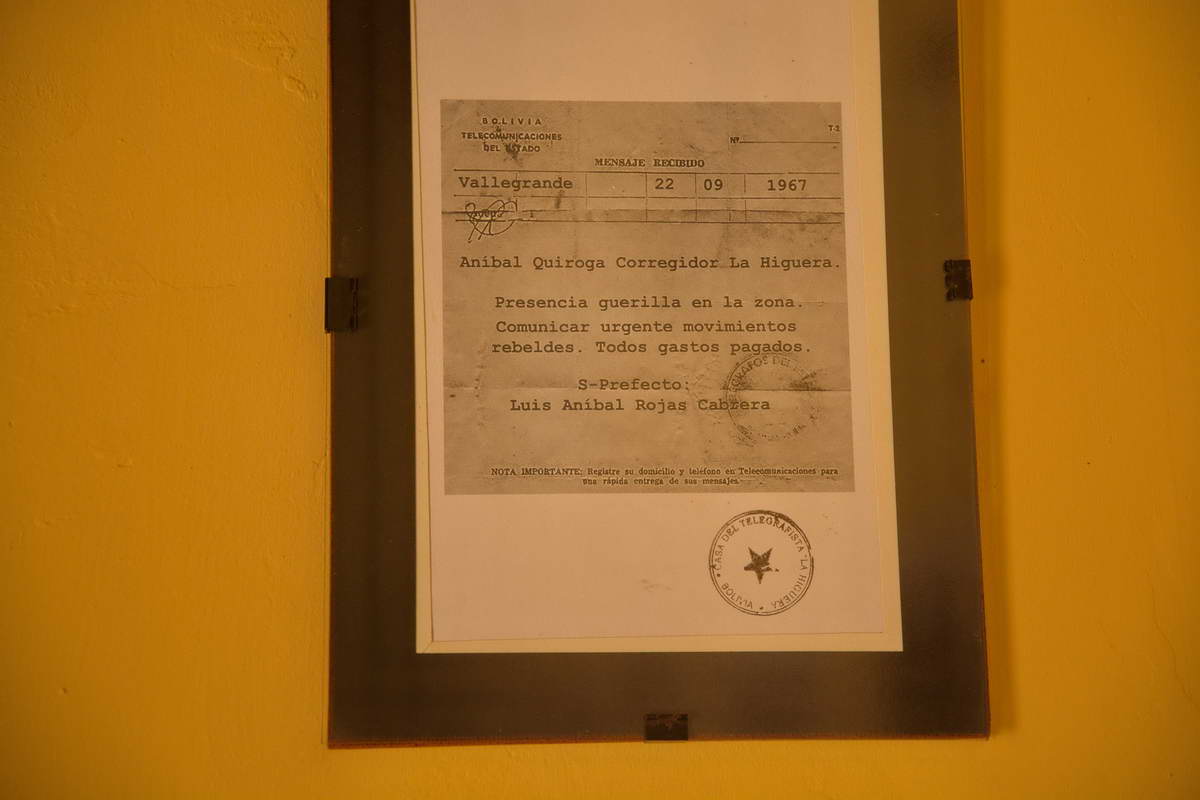 BOLIVIA
TELECOMUNICACIONES
DEL ESTADO
T-2
Nº
MENSAJE RECIBIDO
Vallegrande 22 09 1967
Aníbal Quiroga Corregidor La Higuera.
Presencia guerilla en la zona.
Comunicar urgente movimientos
rebeldes. Todos gastos pagados.
S-Prefecto:
Luis Aníbal Rojas Cabrera
NOTA IMPORTANTE: Registre su domicilio y teléfono en Telecomunicaciones para
una rápida entrega de sus mensajes.
CASA DEL TELEGRAFISTA - LA HIGUERA
BOLIVIA